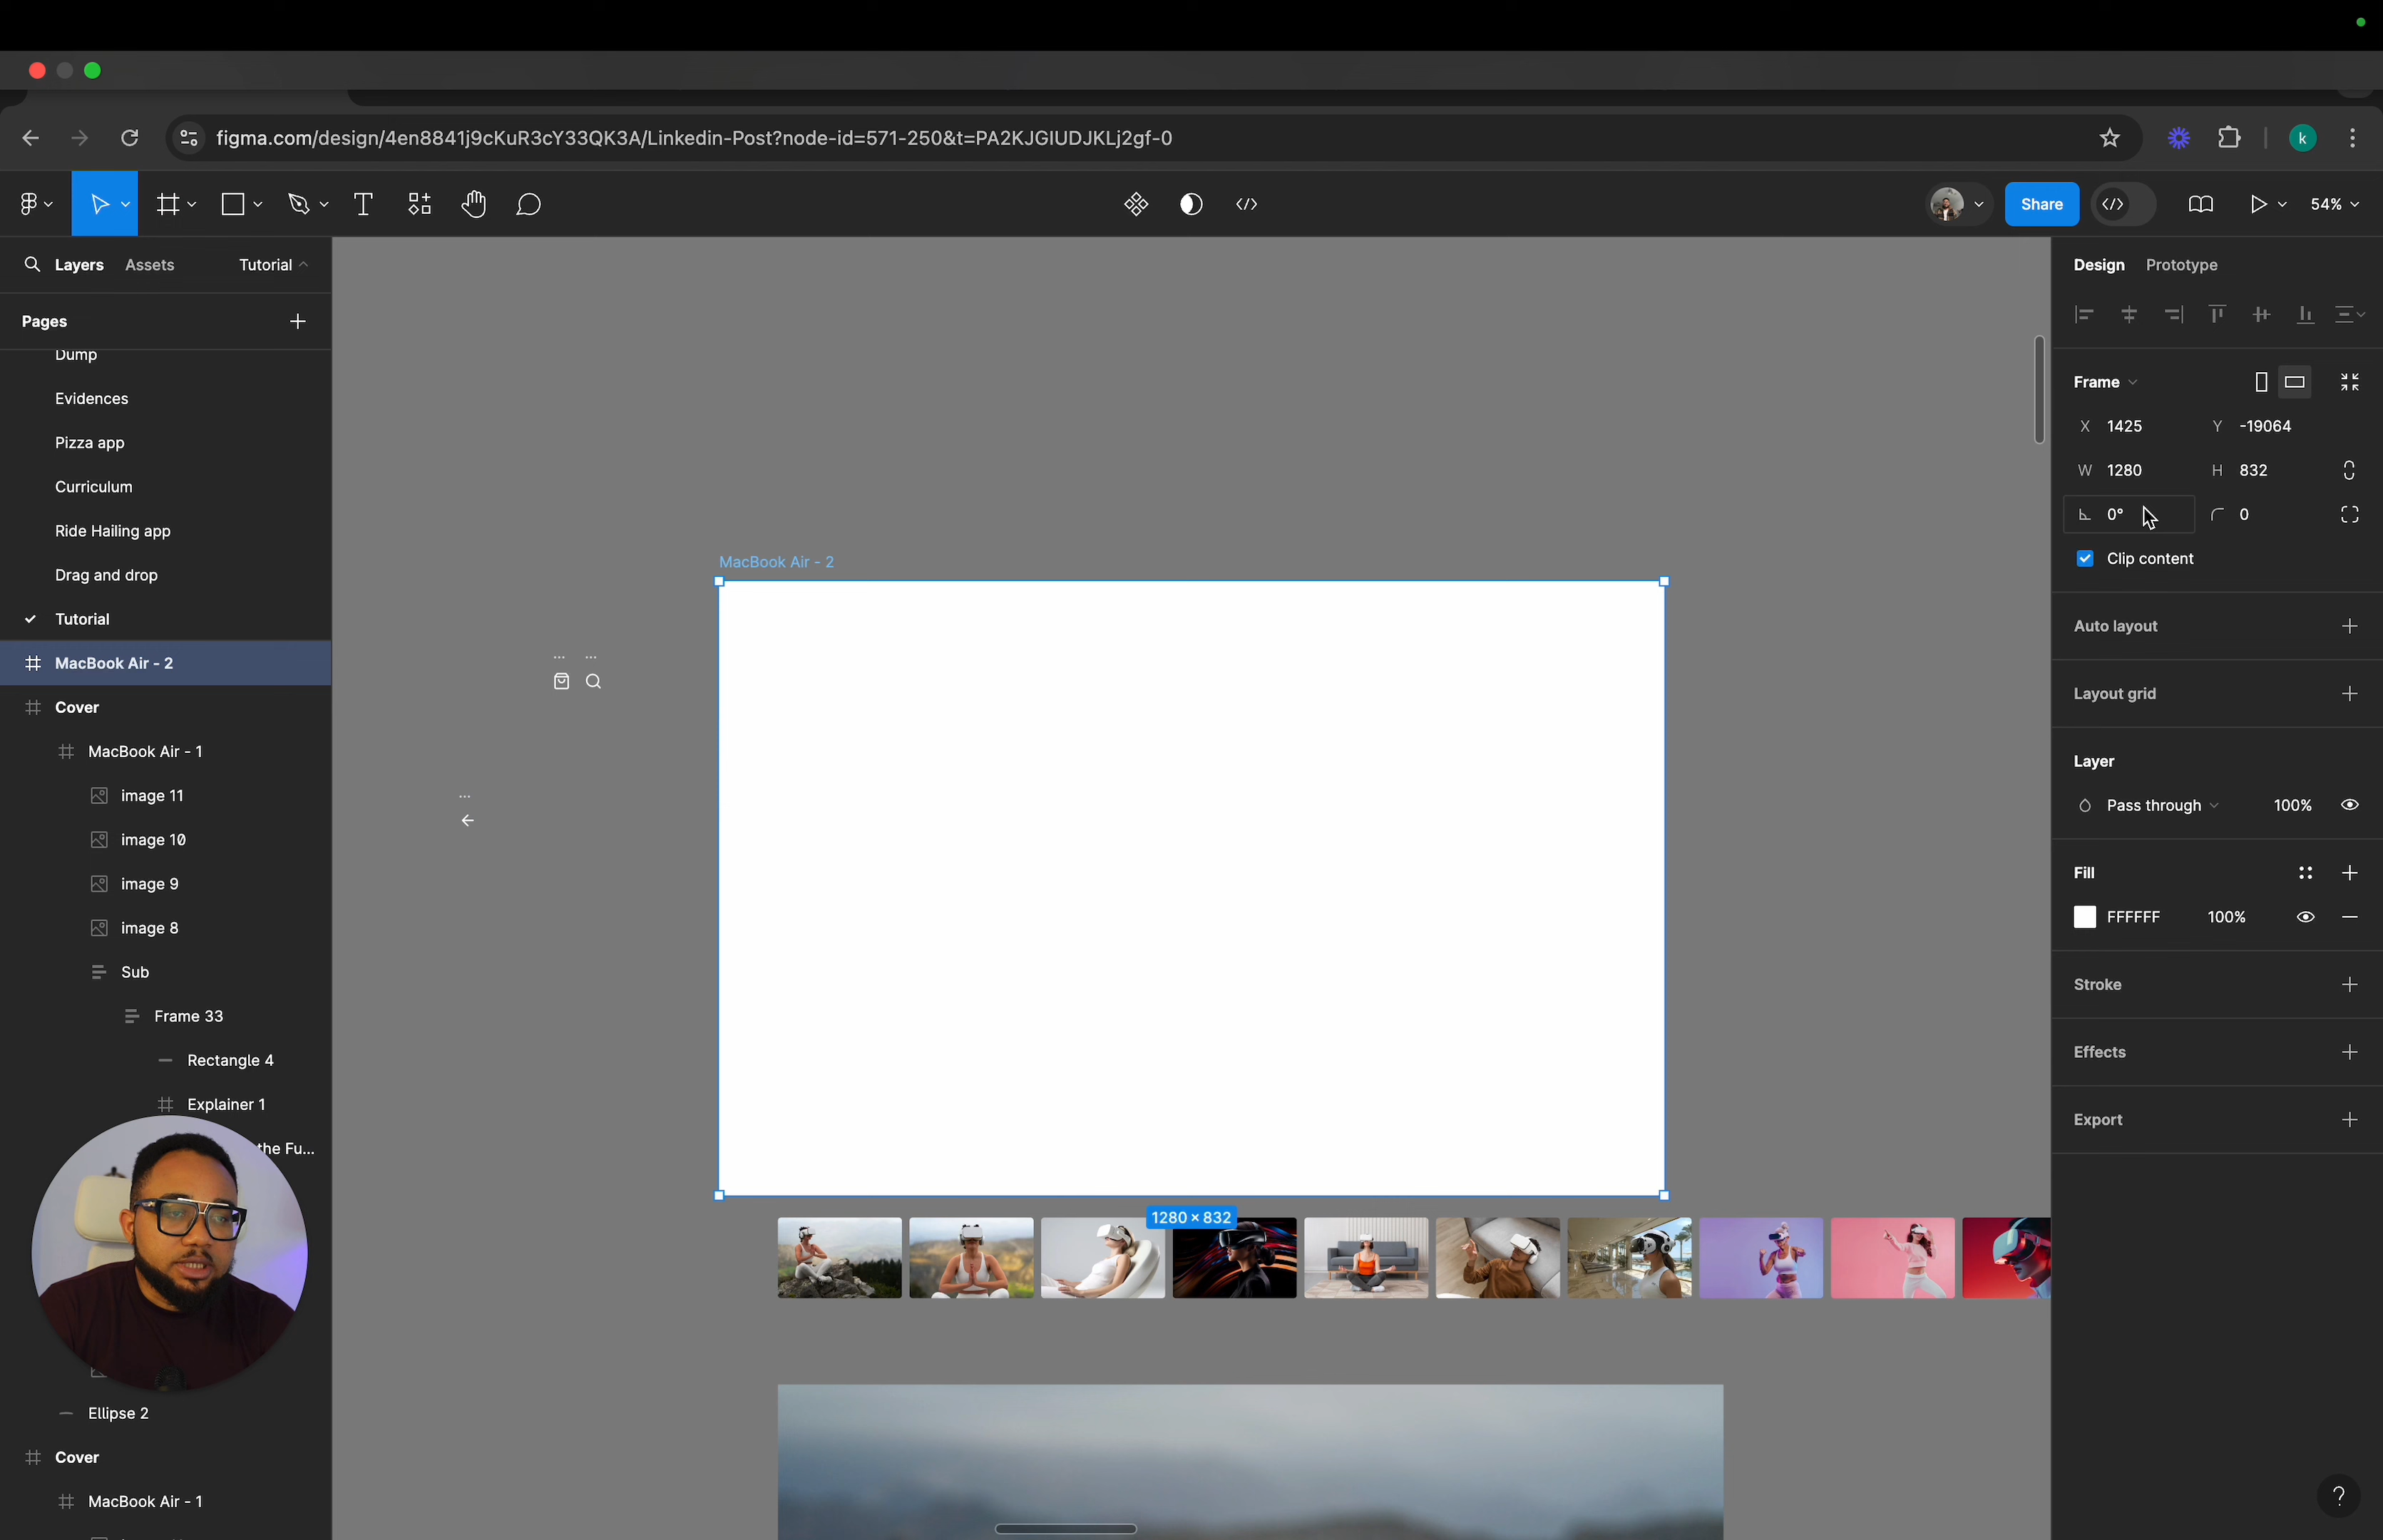 figma.com/design/4en8841j9cKuR3cY33QK3A/Linkedin-Post?node-id=571-250&t=PA2KJGIUDJKLj2gf-0
k
Share
54%
Layers
Assets
Tutorial
Pages
Dump
Evidences
Pizza app
Curriculum
Ride Hailing app
Drag and drop
Tutorial
MacBook Air - 2
Cover
MacBook Air - 1
image 11
image 10
image 9
image 8
Sub
Frame 33
Rectangle 4
Explainer 1
the Fu...
Ellipse 2
Cover
MacBook Air - 1
MacBook Air - 2
...
...
...
1280 × 832
Design
Prototype
Frame
X 1425
Y -19064
W 1280
H 832
0°
0
Clip content
Auto layout
Layout grid
Layer
Pass through
100%
Fill
FFFFFF
100%
Stroke
Effects
Export
?